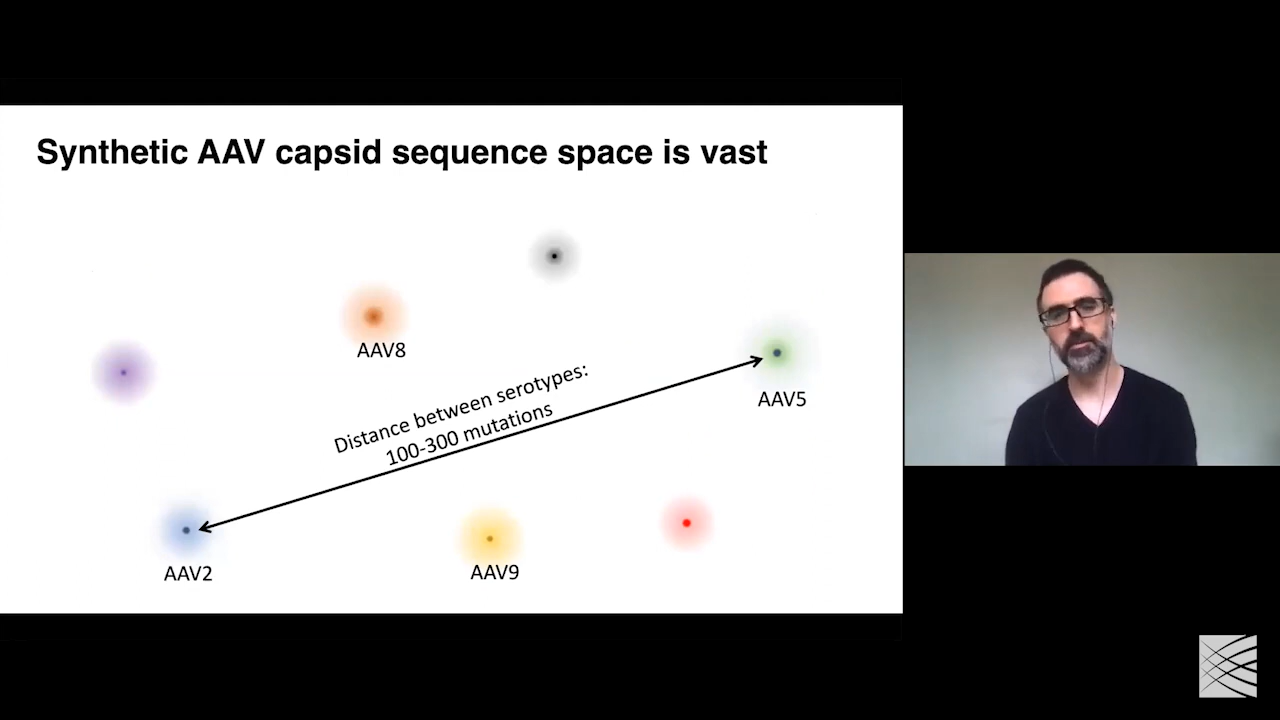 Synthetic AAV capsid sequence space is vast
AAV8
Distance between serotypes:
100-300 mutations
AAV5
AAV2
AAV9